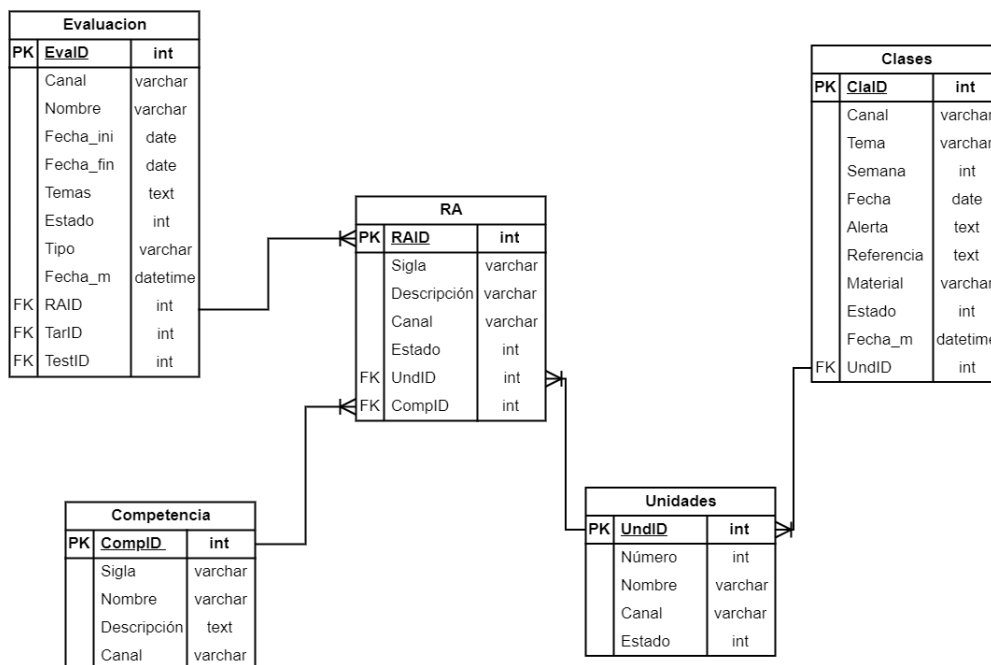 Evaluacion
PK EvalD int
Canal varchar
Nombre varchar
Fecha_ini date
Fecha_fin date
Temas text
Estado int
Tipo varchar
Fecha_m datetime
FK RAID int
FK TarID int
FK TestID int
RA
PK RAID int
Sigla varchar
Descripción varchar
Canal varchar
Estado int
FK UndID int
FK CompID int
Clases
PK ClaID int
Canal varchar
Tema varchar
Semana int
Fecha date
Alerta text
Referencia text
Material varchar
Estado int
Fecha_m datetime
FK UndID int
Competencia
PK CompID int
Sigla varchar
Nombre varchar
Descripción text
Canal varchar
Unidades
PK UndID int
Número int
Nombre varchar
Canal varchar
Estado int